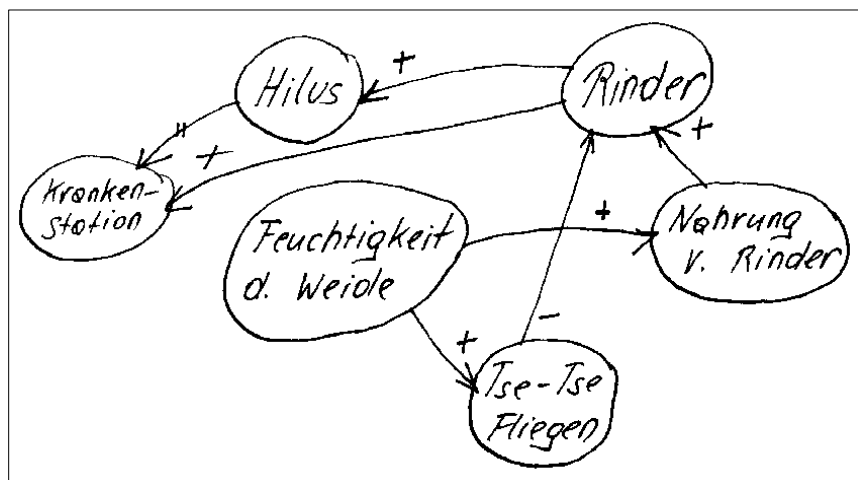 Hilus
+
Rinder
"
+
+
Kranken-
station
Feuchtigkeit
d. Weide
+
Nahrung
v. Rinder
+
-
Tse-Tse
Fliegen